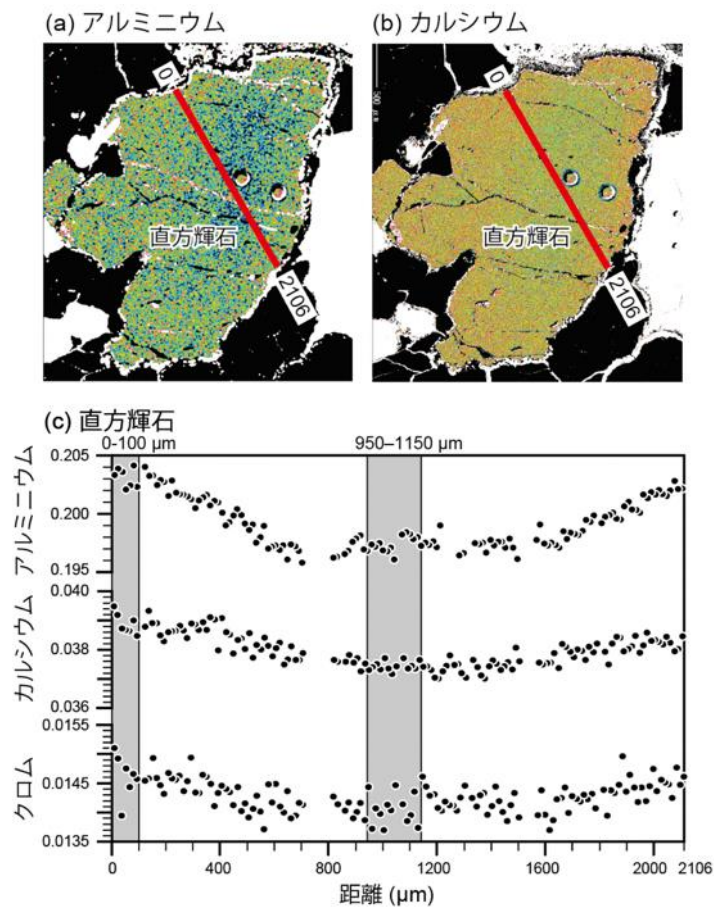 (a) アルミニウム
(b) カルシウム
0
直方輝石
2106
0
直方輝石
2106
(c) 直方輝石
0-100 µm
950–1150 µm
アルミニウム
0.205
0.200
0.195
カルシウム
0.040
0.038
0.036
クロム
0.0155
0.0145
0.0135
0
400
800
1200
1600
2000
2106
距離 (µm)